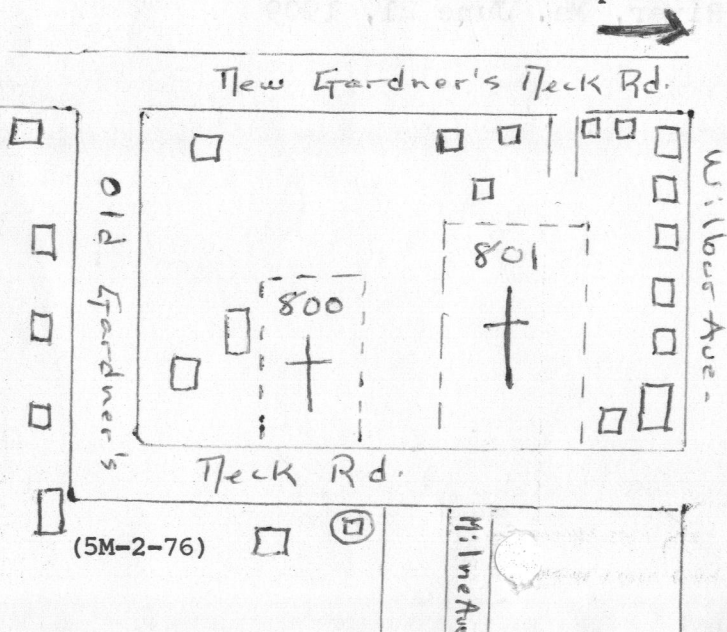 New Gardner's Neck Rd.
Wilbur Ave.
Old Gardner's
801
800
Neck Rd.
(5M-2-76)
Milne Ave